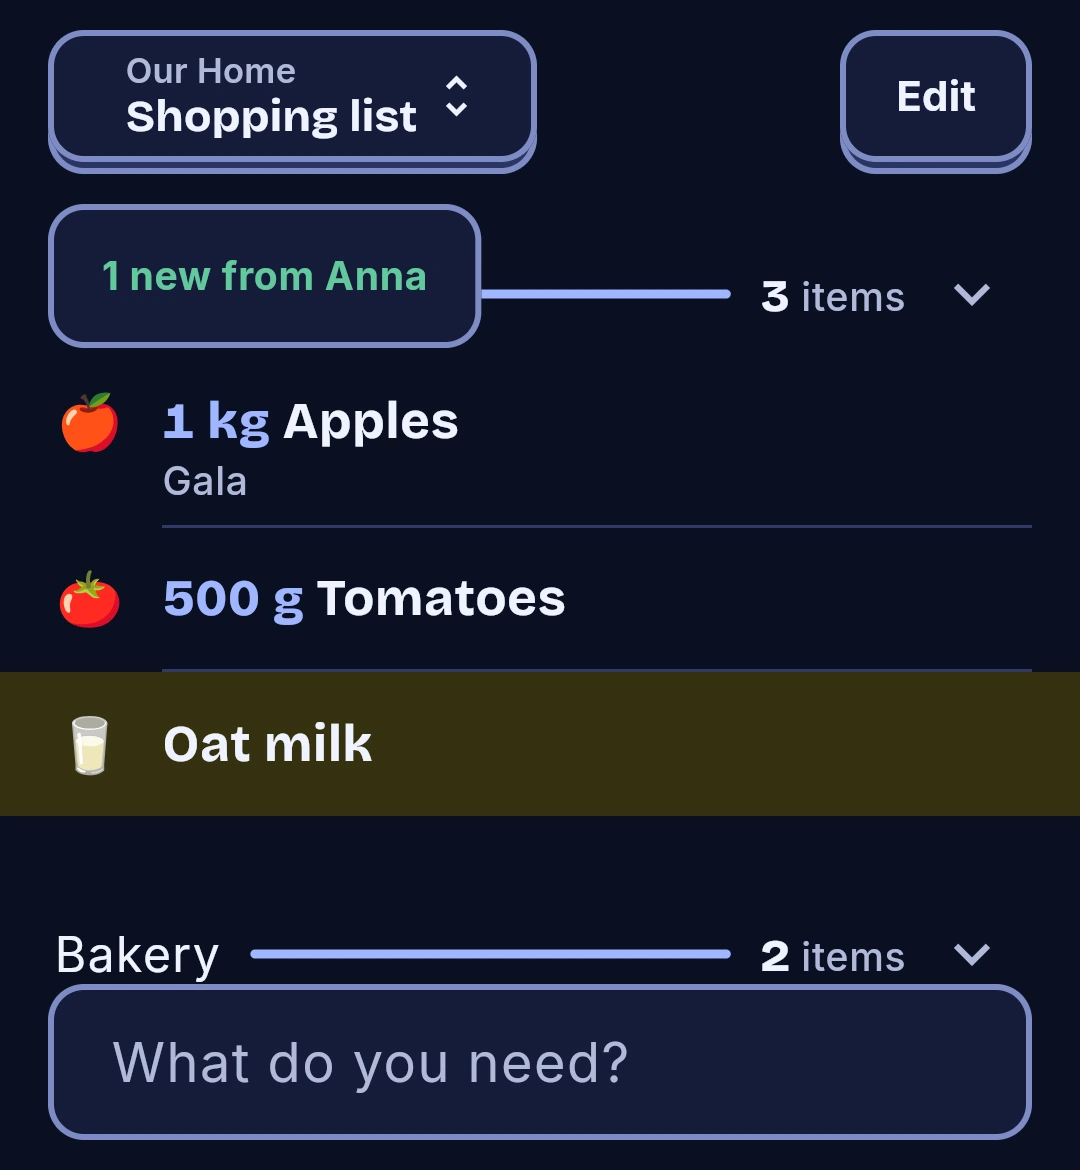 Our Home
Shopping list
Edit
1 new from Anna
3 items
1 kg Apples
Gala
500 g Tomatoes
Oat milk
Bakery
2 items
What do you need?